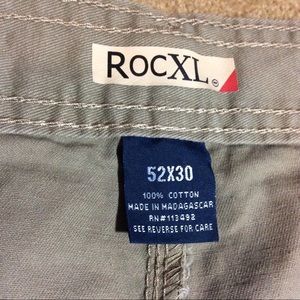 ROCXL®
52X30
100% COTTON
MADE IN MADAGASCAR
RN#113492
SEE REVERSE FOR CARE